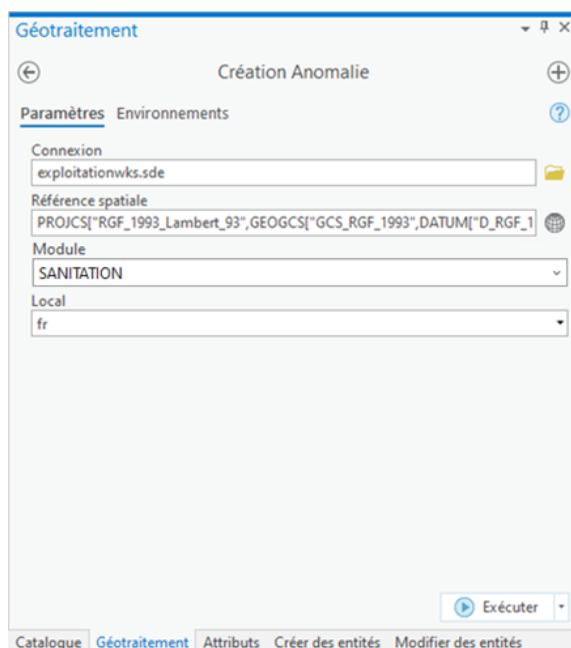 Géotraitement
Création Anomalie
Paramètres Environnements
Connexion
exploitationwks.sde
Référence spatiale
PROJCS["RGF_1993_Lambert_93",GEOGCS["GCS_RGF_1993",DATUM["D_RGF_1
Module
SANITATION
Local
fr
Exécuter
Catalogue Géotraitement Attributs Créer des entités Modifier des entités